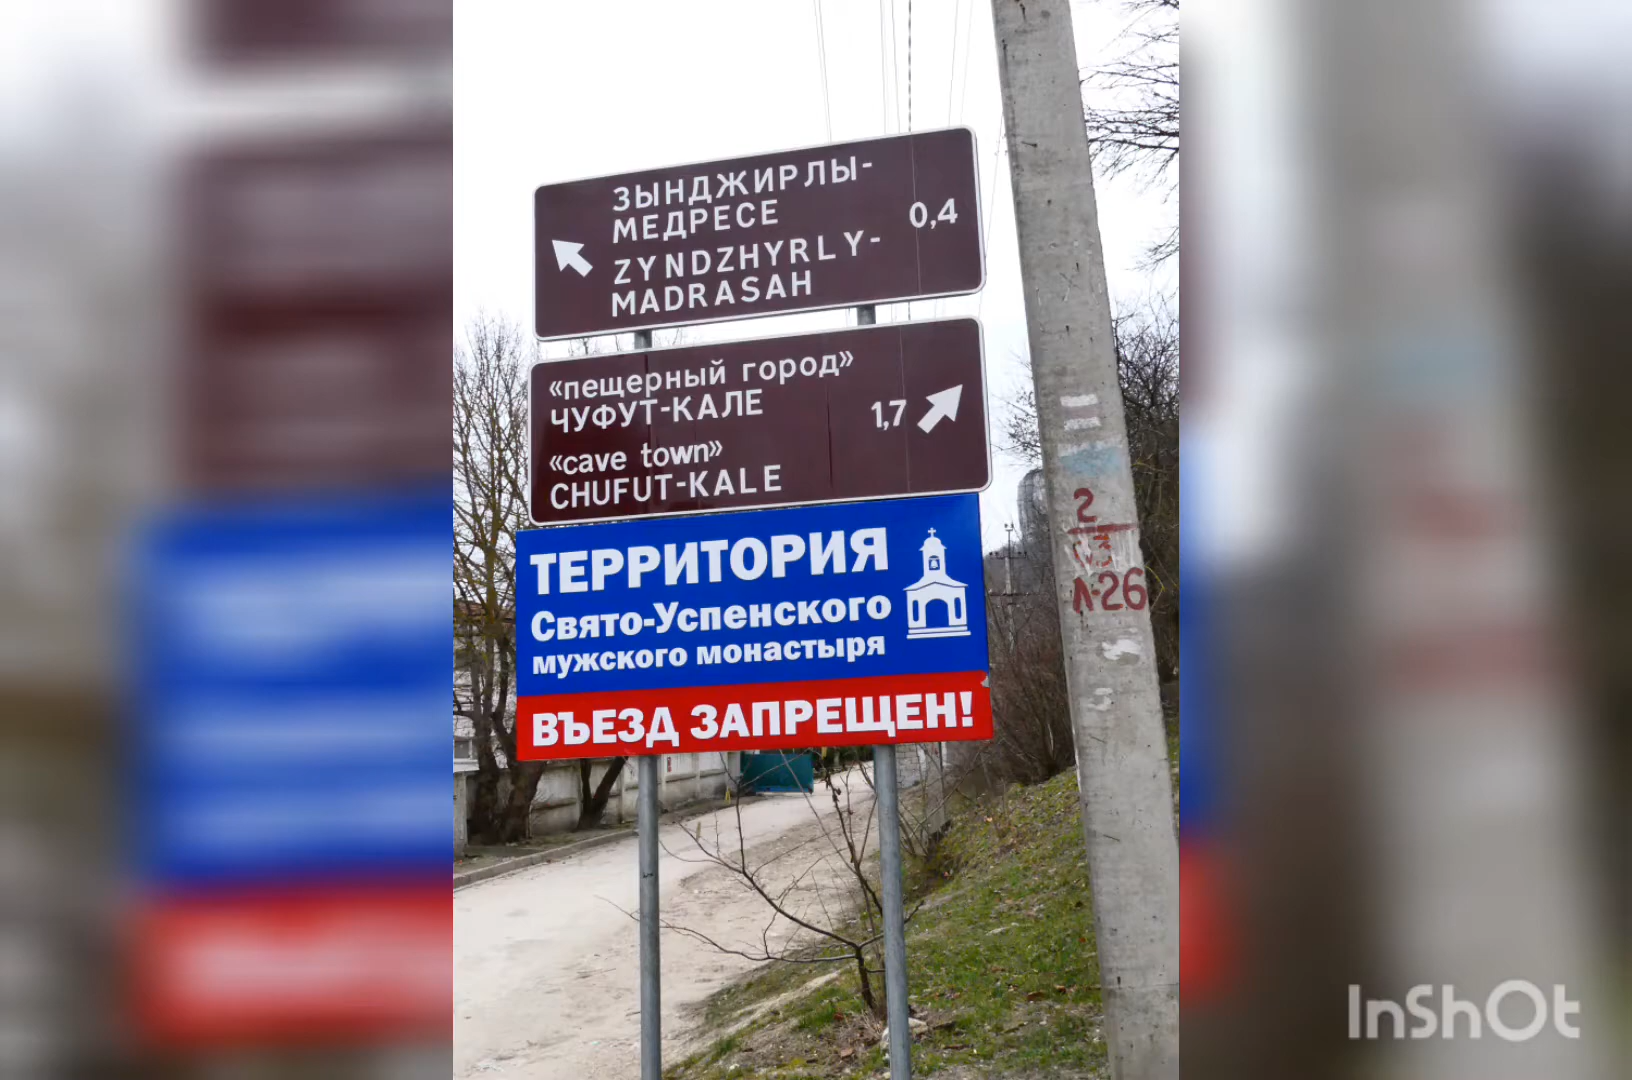 ЗЫНДЖИРЛЫ-
МЕДРЕСЕ
ZYNDZHYRLY-
MADRASAH
0,4
«пещерный город»
ЧУФУТ-КАЛЕ
«cave town»
CHUFUT-KALE
1,7
ТЕРРИТОРИЯ
Свято-Успенского
мужского монастыря
ВЪЕЗД ЗАПРЕЩЕН!
2
Л-26
InShOt